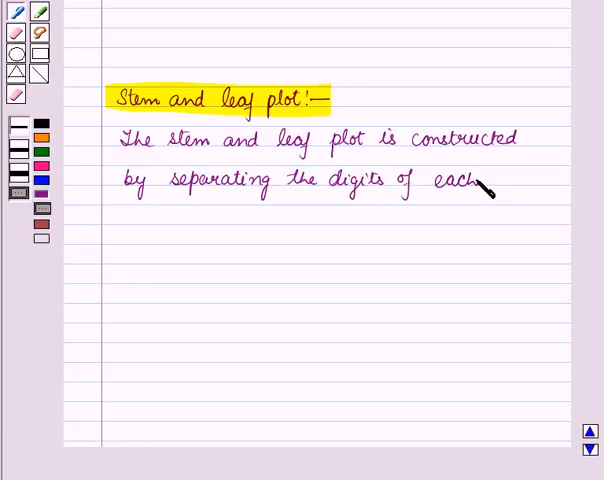 Stem and leaf plot:-
The stem and leaf plot is constructed
by separating the digits of each